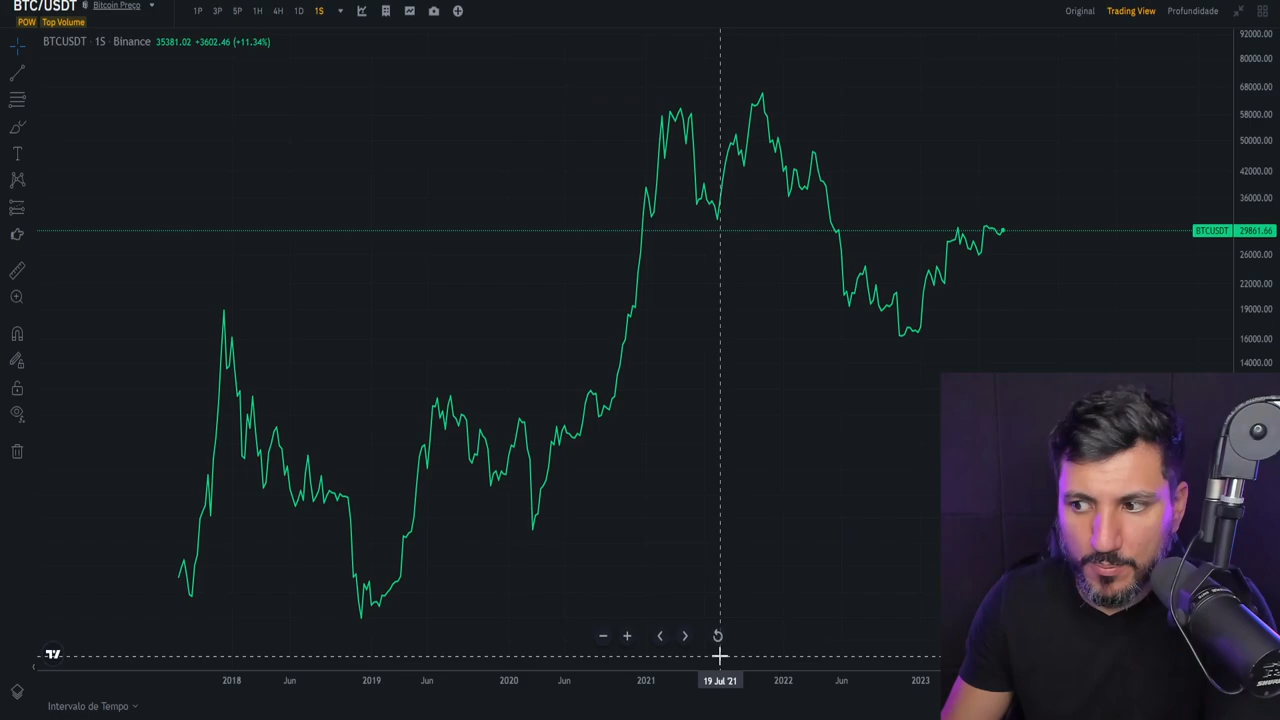 BTC/USDT Bitcoin Preço 1P 3P 5P 1H 4H 1D 1S Original Trading View Profundidade
POW Top Volume
BTCUSDT · 1S · Binance 35381.02 +3602.46 (+11.34%)
92000.00
80000.00
68000.00
58000.00
50000.00
42000.00
36000.00
BTCUSDT 29861.66
26000.00
22000.00
19000.00
16000.00
14000.00
2018 Jun 2019 Jun 2020 Jun 2021 19 Jul '21 2022 Jun 2023
Intervalo de Tempo